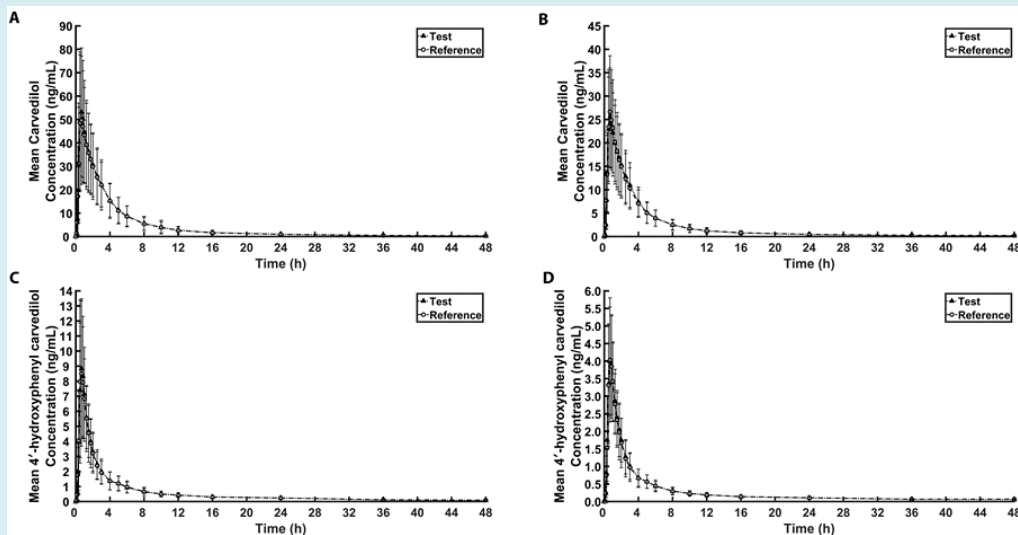 A
90
80
70
60
50
40
30
20
10
0
Mean Carvedilol
Concentration (ng/mL)
Test
Reference
0 4 8 12 16 20 24 28 32 36 40 44 48
Time (h)
B
45
40
35
30
25
20
15
10
5
0
Mean Carvedilol
Concentration (ng/mL)
Test
Reference
0 4 8 12 16 20 24 28 32 36 40 44 48
Time (h)
C
14
13
12
11
10
9
8
7
6
5
4
3
2
1
0
Mean 4′-hydroxyphenyl carvedilol
Concentration (ng/mL)
Test
Reference
0 4 8 12 16 20 24 28 32 36 40 44 48
Time (h)
D
6.0
5.5
5.0
4.5
4.0
3.5
3.0
2.5
2.0
1.5
1.0
0.5
0.0
Mean 4′-hydroxyphenyl carvedilol
Concentration (ng/mL)
Test
Reference
0 4 8 12 16 20 24 28 32 36 40 44 48
Time (h)